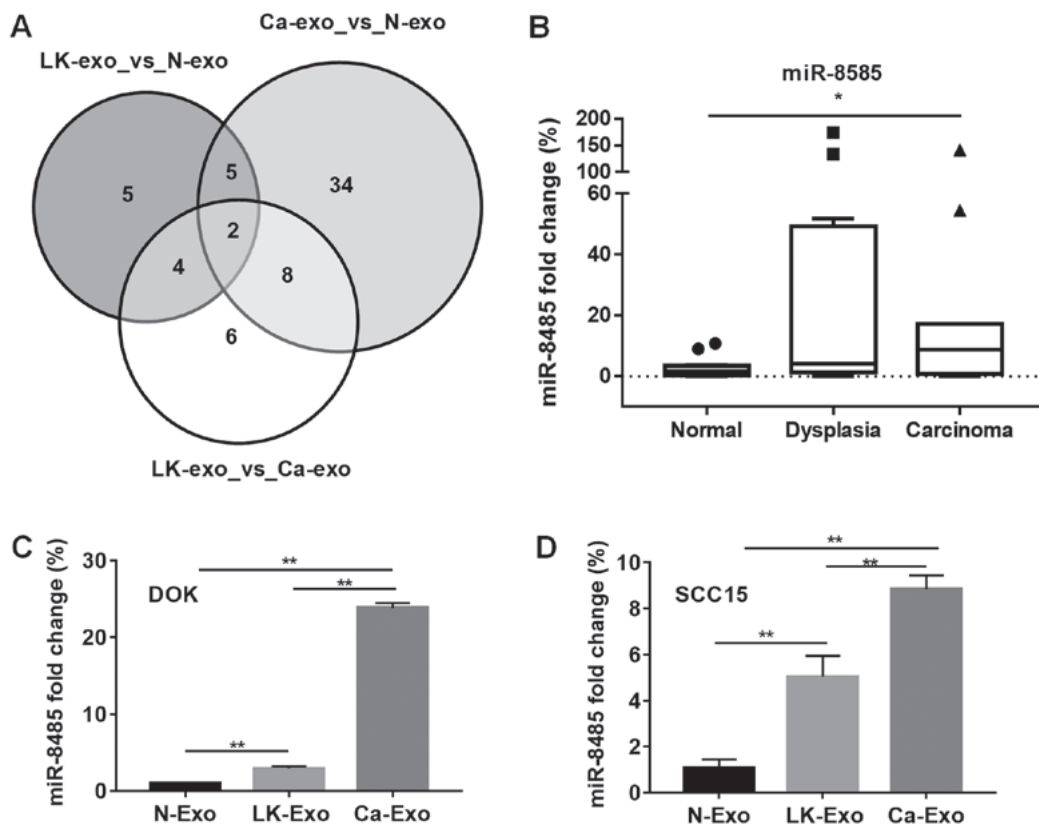 A
Ca-exo_vs_N-exo
LK-exo_vs_N-exo
5
5
34
2
4
8
6
LK-exo_vs_Ca-exo
B
miR-8585
*
miR-8485 fold change (%)
200
150
100
60
40
20
0
Normal Dysplasia Carcinoma
C
miR-8485 fold change (%)
30
20
10
0
DOK
**
**
**
N-Exo LK-Exo Ca-Exo
D
miR-8485 fold change (%)
10
8
6
4
2
0
SCC15
**
**
**
N-Exo LK-Exo Ca-Exo